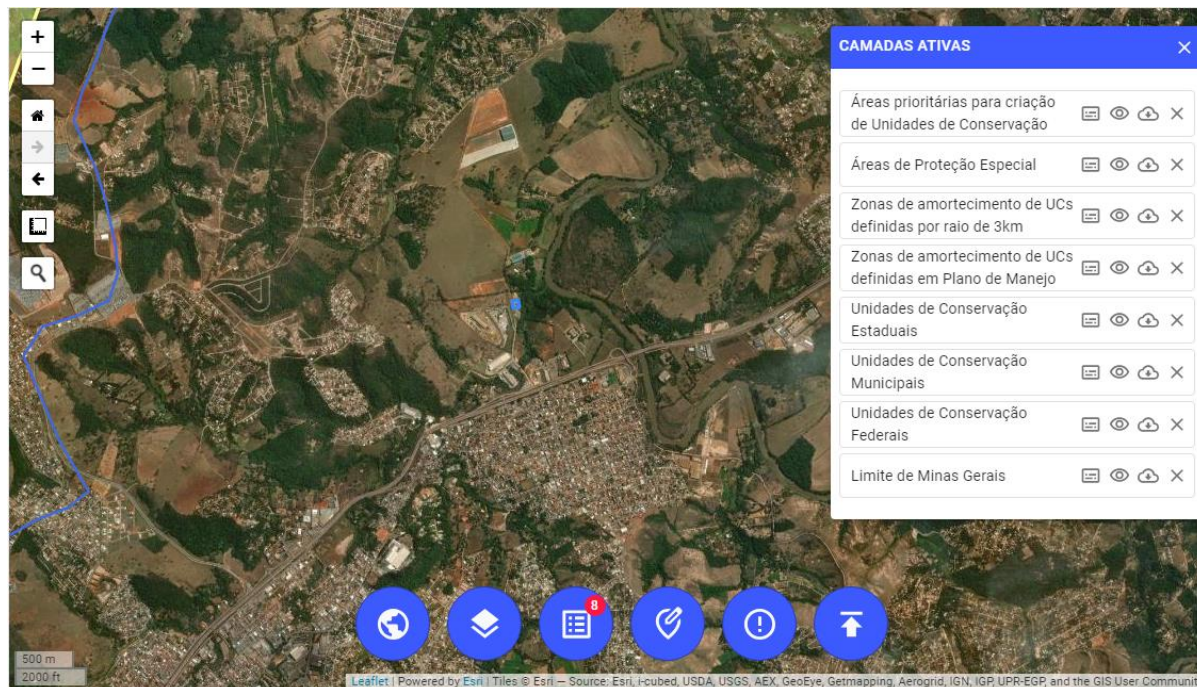 +
−
CAMADAS ATIVAS
Áreas prioritárias para criação
de Unidades de Conservação
Áreas de Proteção Especial
Zonas de amortecimento de UCs
definidas por raio de 3km
Zonas de amortecimento de UCs
definidas em Plano de Manejo
Unidades de Conservação
Estaduais
Unidades de Conservação
Municipais
Unidades de Conservação
Federais
Limite de Minas Gerais
8
500 m
2000 ft
Leaflet | Powered by Esri | Tiles © Esri — Source: Esri, i-cubed, USDA, USGS, AEX, GeoEye, Getmapping, Aerogrid, IGN, IGP, UPR-EGP, and the GIS User Communit